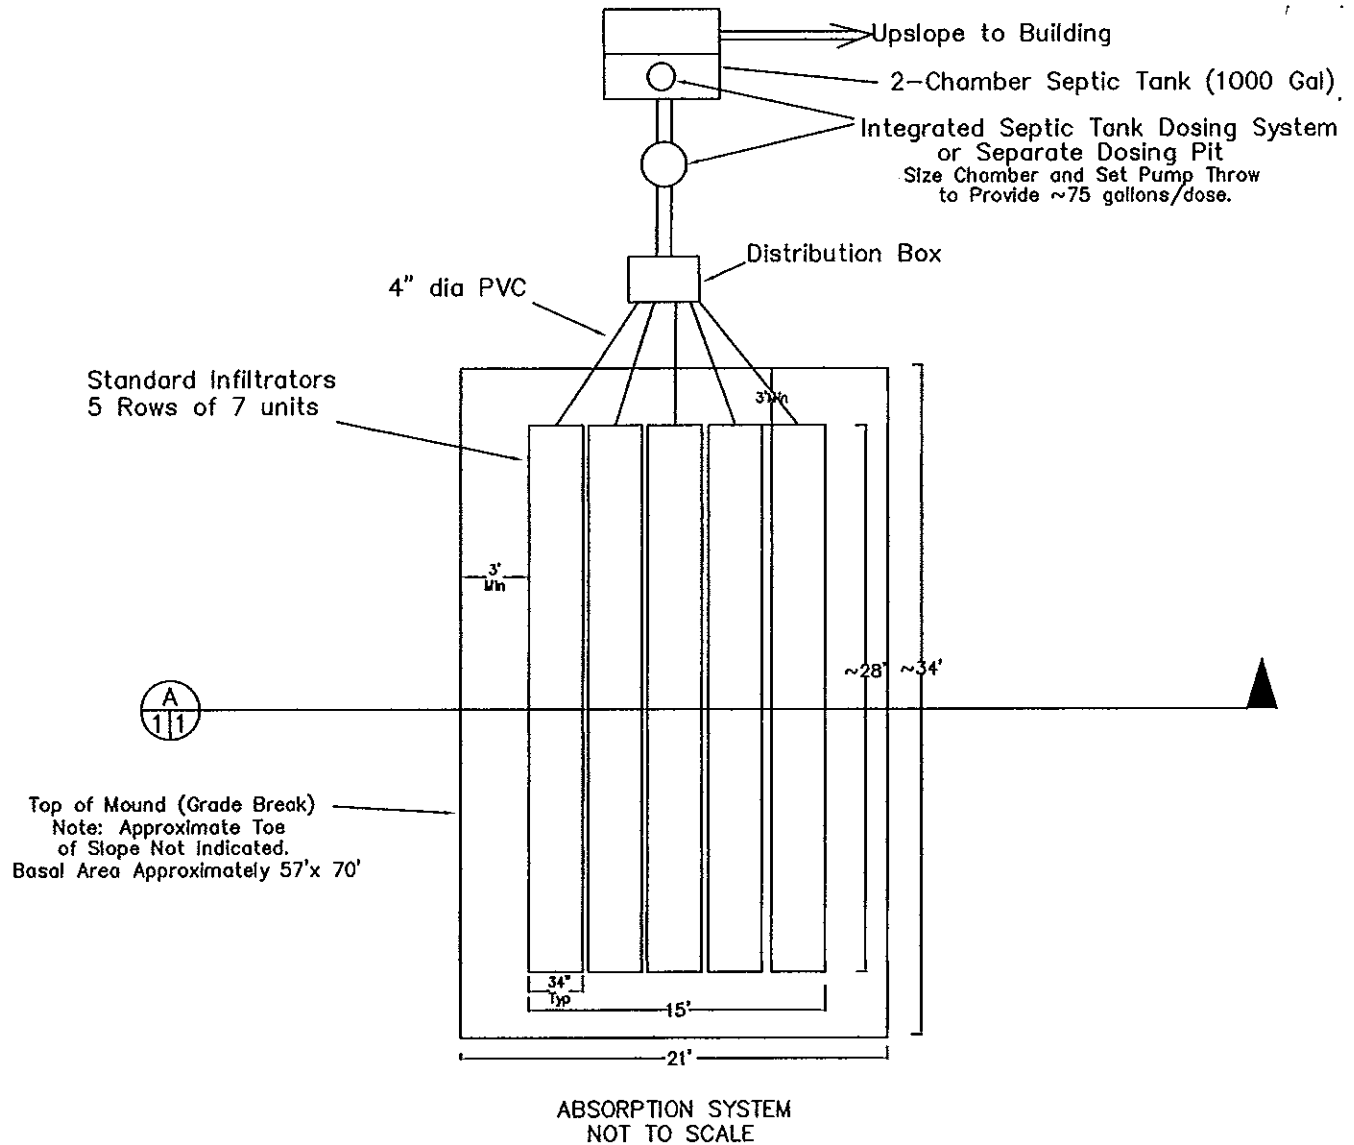 Upslope to Building
2-Chamber Septic Tank (1000 Gal)
Integrated Septic Tank Dosing System
or Separate Dosing Pit
Size Chamber and Set Pump Throw
to Provide ~75 gallons/dose.
Distribution Box
4" dia PVC
Standard Infiltrators
5 Rows of 7 units
3'Min
3'
Min
~28'
~34'
A
1 1
Top of Mound (Grade Break)
Note: Approximate Toe
of Slope Not Indicated.
Basal Area Approximately 57'x 70'
34"
Typ
15'
21'
ABSORPTION SYSTEM
NOT TO SCALE